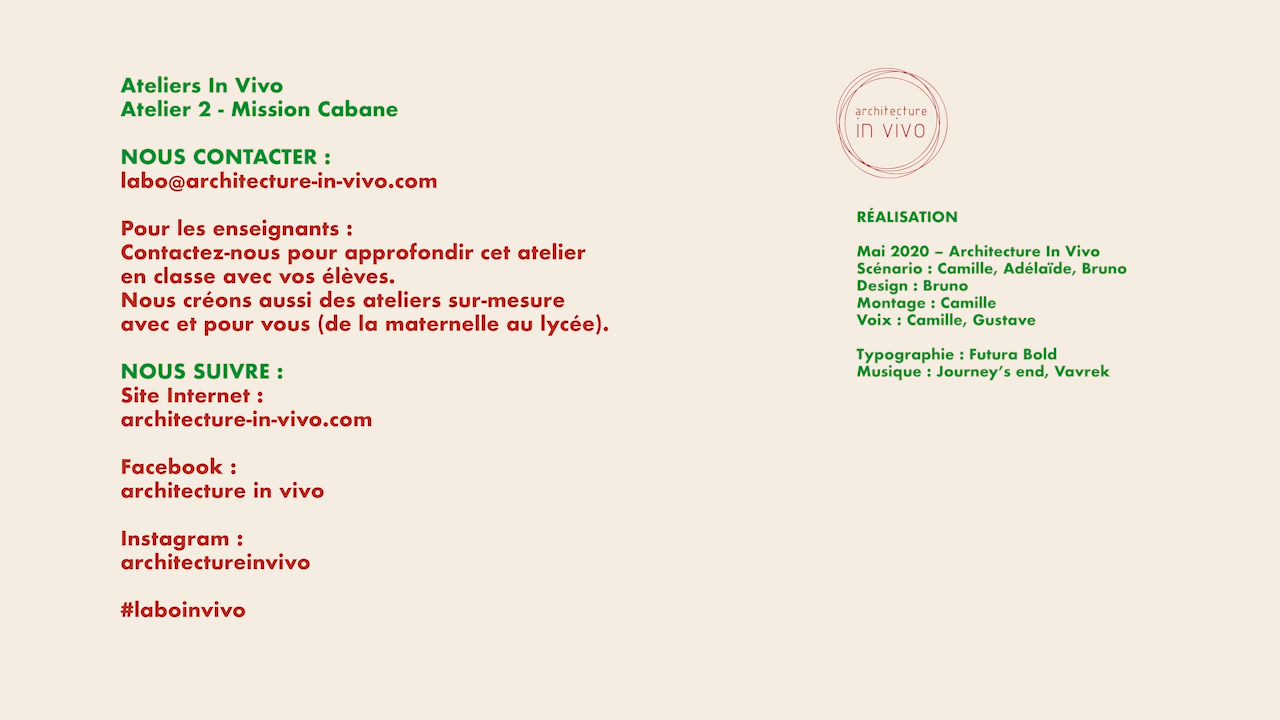 Ateliers In Vivo
Atelier 2 - Mission Cabane
NOUS CONTACTER :
labo@architecture-in-vivo.com
Pour les enseignants :
Contactez-nous pour approfondir cet atelier
en classe avec vos élèves.
Nous créons aussi des ateliers sur-mesure
avec et pour vous (de la maternelle au lycée).
NOUS SUIVRE :
Site Internet :
architecture-in-vivo.com
Facebook :
architecture in vivo
Instagram :
architectureinvivo
#laboinvivo
architecture
in vivo
RÉALISATION
Mai 2020 – Architecture In Vivo
Scénario : Camille, Adélaïde, Bruno
Design : Bruno
Montage : Camille
Voix : Camille, Gustave
Typographie : Futura Bold
Musique : Journey’s end, Vavrek